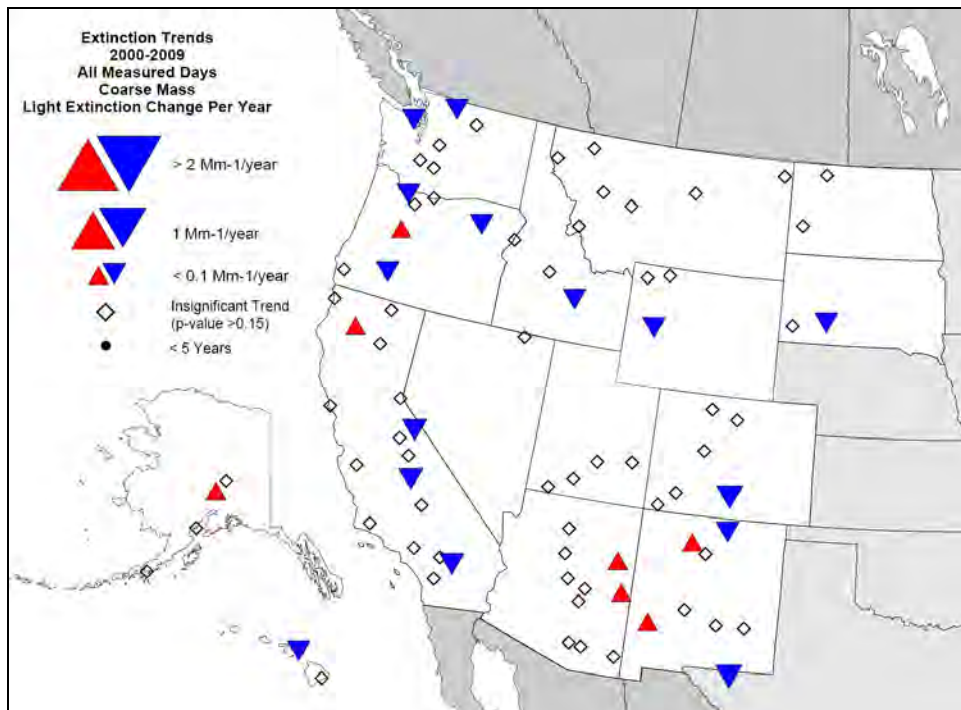 Extinction Trends
2000-2009
All Measured Days
Coarse Mass
Light Extinction Change Per Year
> 2 Mm-1/year
1 Mm-1/year
< 0.1 Mm-1/year
Insignificant Trend
(p-value >0.15)
< 5 Years